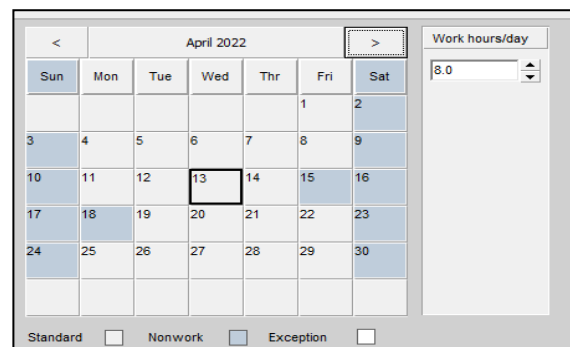 < April 2022 > Work hours/day
Sun Mon Tue Wed Thr Fri Sat 8.0
1 2
3 4 5 6 7 8 9
10 11 12 13 14 15 16
17 18 19 20 21 22 23
24 25 26 27 28 29 30
Standard Nonwork Exception